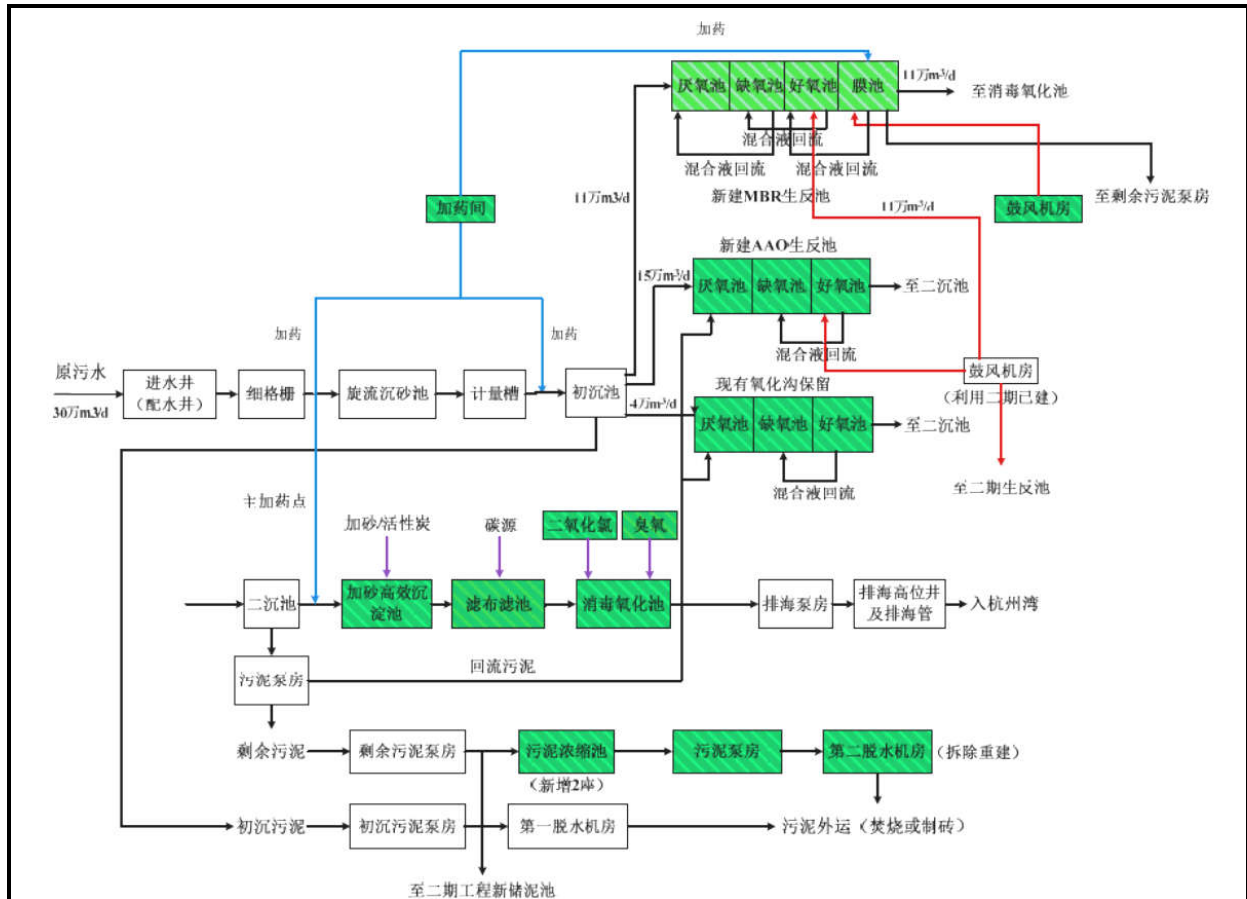 加药
厌氧池
缺氧池
好氧池
膜池
11万m³/d
至消毒氧化池
混合液回流
混合液回流
混合液回流
新建MBR生反池
至剩余污泥泵房
11万m3/d
加药间
11万m³/d
鼓风机房
新建AAO生反池
15万m³/d
厌氧池
缺氧池
好氧池
至二沉池
混合液回流
加药
加药
原污水
30万m3/d
进水井
（配水井）
细格栅
旋流沉砂池
计量槽
初沉池
4万m³/d
现有氧化沟保留
鼓风机房
（利用二期已建）
厌氧池
缺氧池
好氧池
至二沉池
混合液回流
至二期生反池
主加药点
加砂/活性炭
碳源
二氧化氯
臭氧
二沉池
加砂高效沉
淀池
滤布滤池
消毒氧化池
排海泵房
排海高位井
及排海管
入杭州湾
污泥泵房
回流污泥
剩余污泥
剩余污泥泵房
污泥浓缩池
（新增2座）
污泥泵房
第二脱水机房
（拆除重建）
初沉污泥
初沉污泥泵房
第一脱水机房
污泥外运（焚烧或制砖）
至二期工程新储泥池